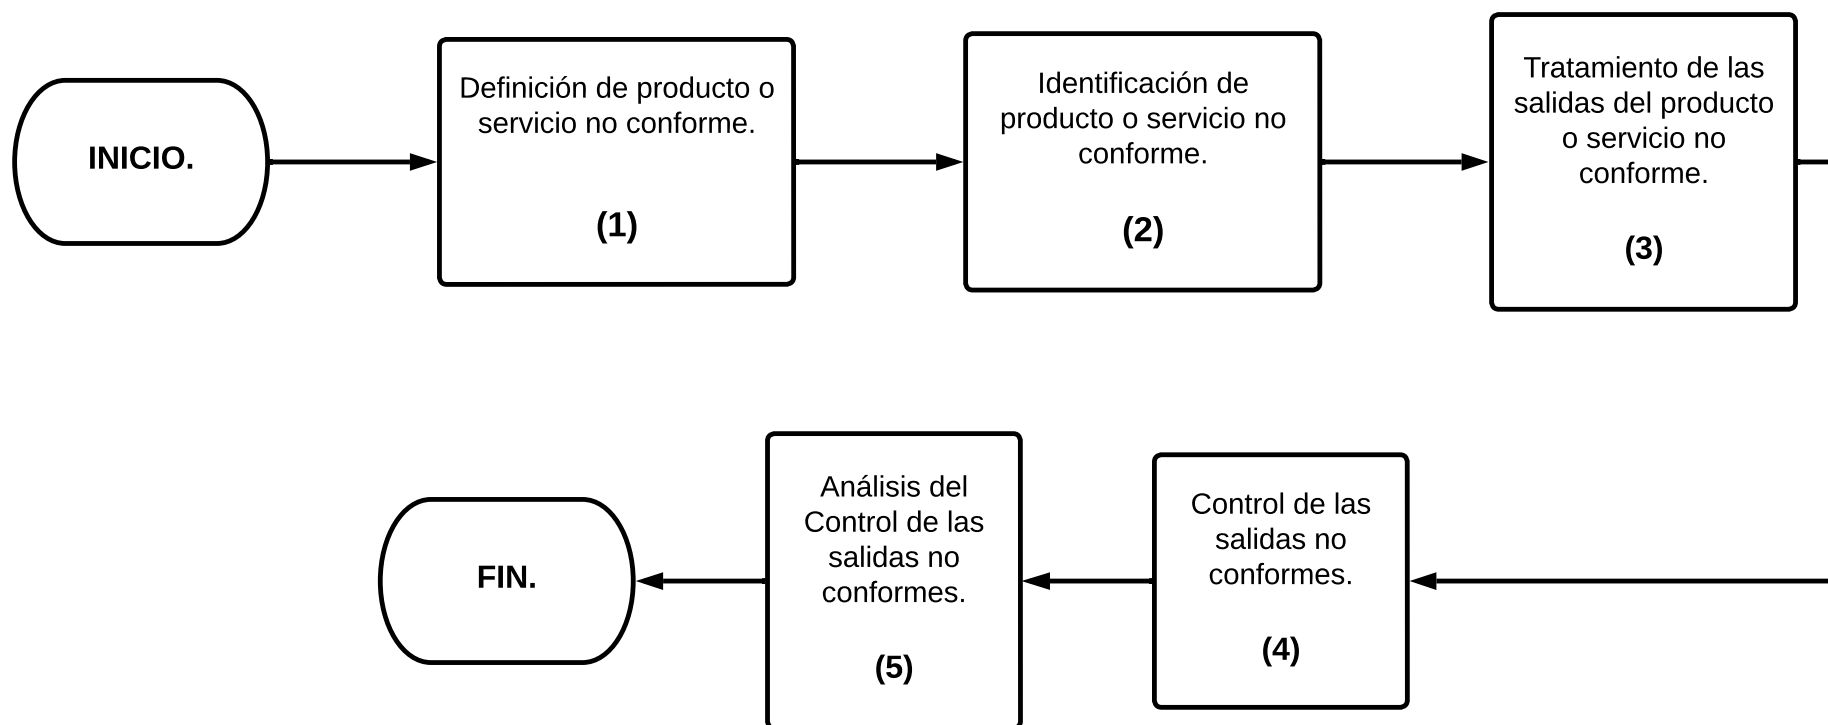 INICIO.
Definición de producto o
servicio no conforme.
(1)
Identificación de
producto o servicio no
conforme.
(2)
Tratamiento de las
salidas del producto
o servicio no
conforme.
(3)
Control de las
salidas no
conformes.
(4)
Análisis del
Control de las
salidas no
conformes.
(5)
FIN.